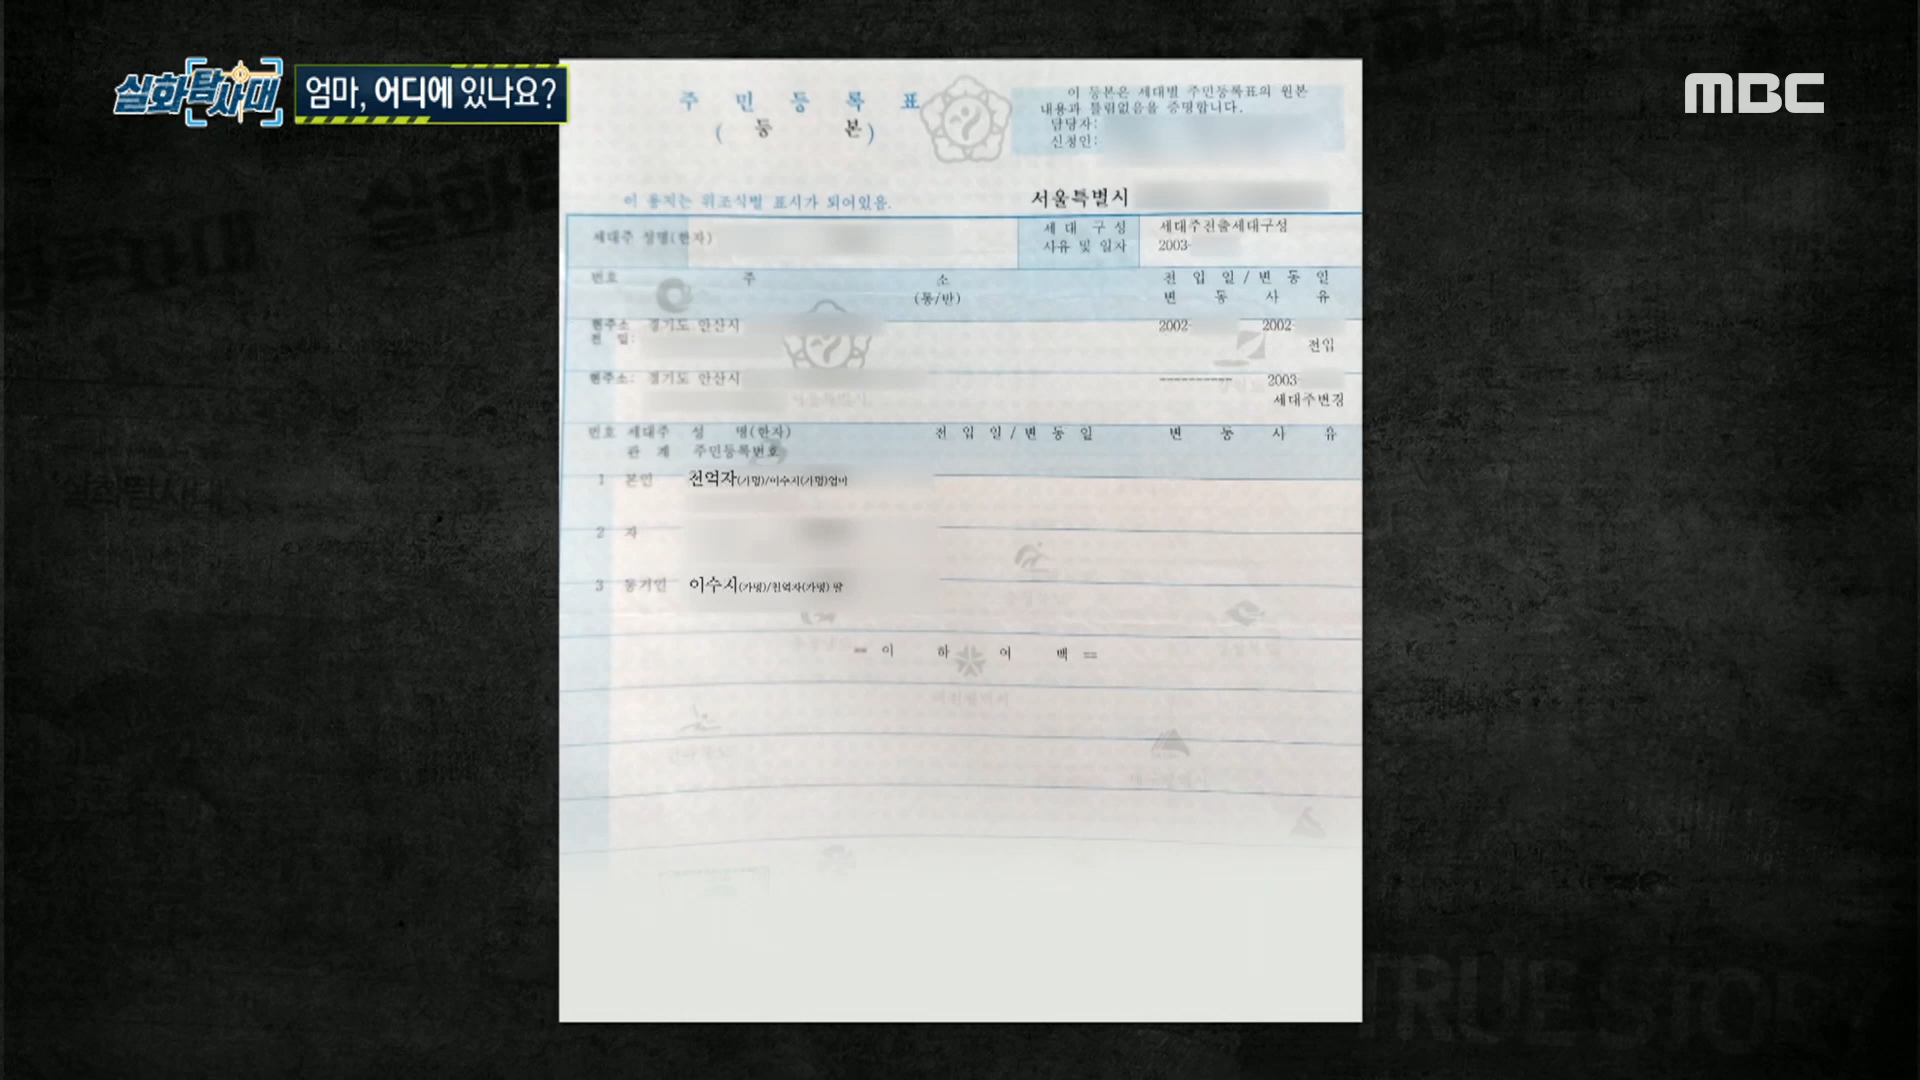 실화탐사대
엄마, 어디에 있나요?
MBC
주 민 등 록 표
( 등 본 )
이 등본은 세대별 주민등록표의 원본
내용과 틀림없음을 증명합니다.
담당자:
신청인:
이 용지는 위조식별 표시가 되어있음.
서울특별시
세대주 성명(한자)
세 대 구 성
사유 및 일자
세대주전출세대구성
2003-
번호 주 소
(통/반)
전 입 일 / 변 동 일
변 동 사 유
현주소 경기도 안산시 2002- 2002-
전 입: 전입
현주소: 경기도 안산시 ---------- 2003-
세대주변경
번호 세대주 성 명(한자) 전 입 일 / 변 동 일 변 동 사 유
관 계 주민등록번호
1 본인 천억자(가명)/이수지(가명)엄마
2 자
3 동거인 이수지(가명)/천억자(가명) 딸
== 이 하 여 백 ==
TRUE STORY